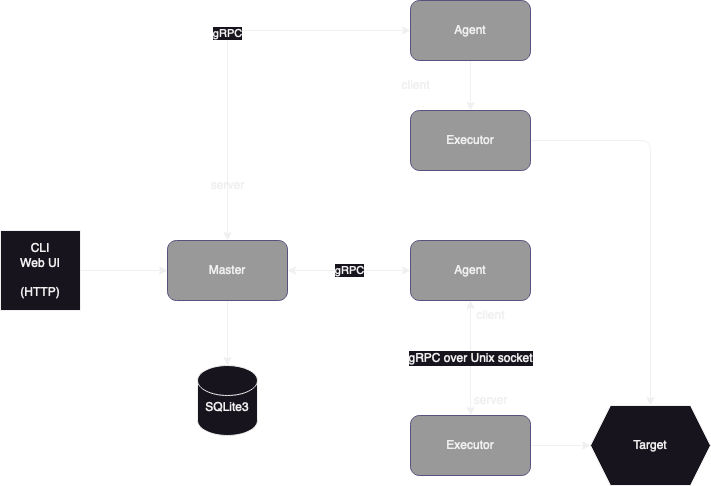 gRPC
Agent
client
Executor
server
CLI
Web UI
(HTTP)
Master
gRPC
Agent
client
gRPC over Unix socket
SQLite3
server
Executor
Target